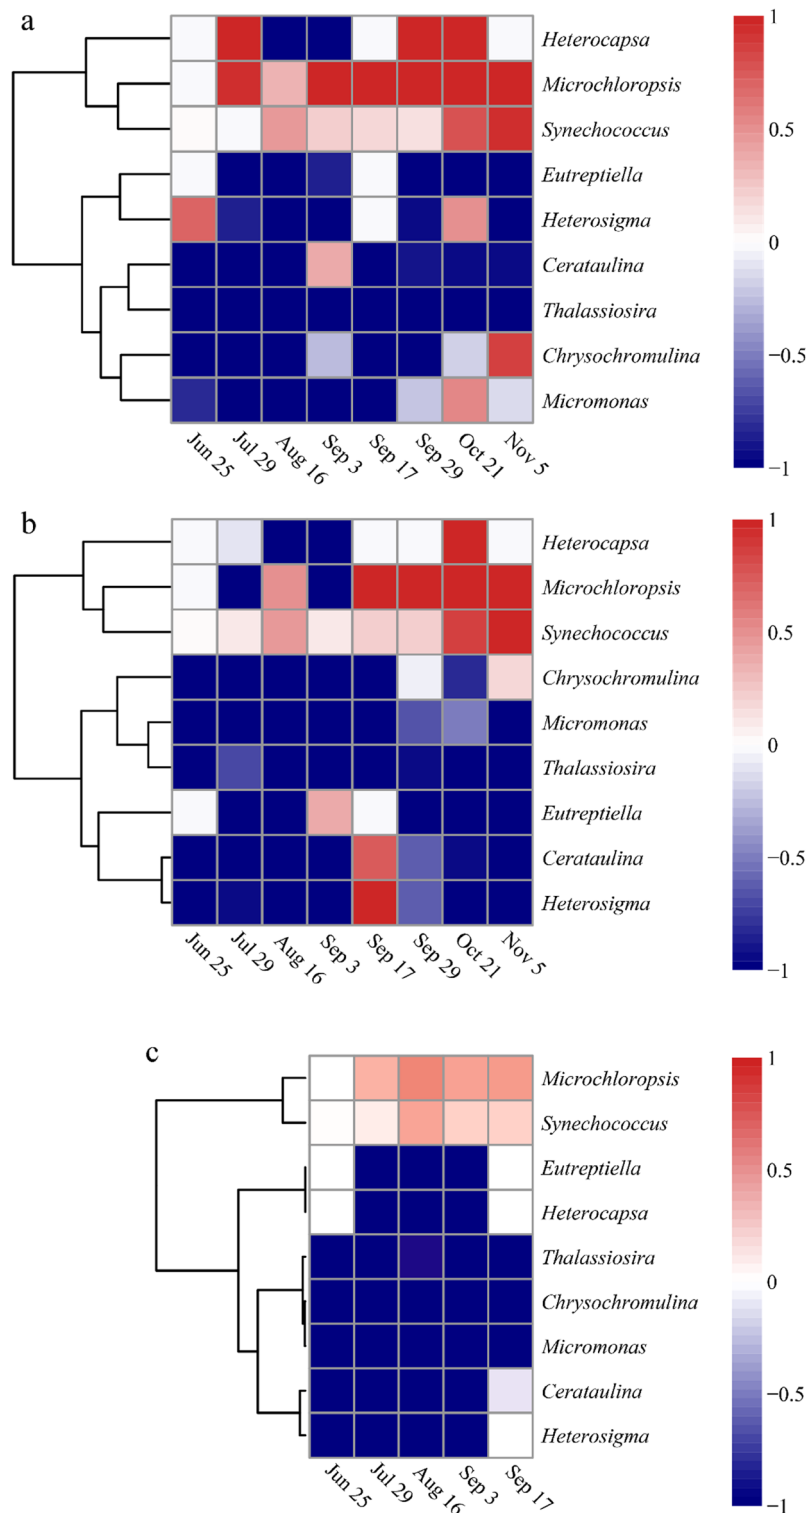 a
Heterocapsa
Microchloropsis
Synechococcus
Eutreptiella
Heterosigma
Cerataulina
Thalassiosira
Chrysochromulina
Micromonas
Jun 25
Jul 29
Aug 16
Sep 3
Sep 17
Sep 29
Oct 21
Nov 5
1
0.5
0
−0.5
−1
b
Heterocapsa
Microchloropsis
Synechococcus
Chrysochromulina
Micromonas
Thalassiosira
Eutreptiella
Cerataulina
Heterosigma
Jun 25
Jul 29
Aug 16
Sep 3
Sep 17
Sep 29
Oct 21
Nov 5
1
0.5
0
−0.5
−1
c
Microchloropsis
Synechococcus
Eutreptiella
Heterocapsa
Thalassiosira
Chrysochromulina
Micromonas
Cerataulina
Heterosigma
Jun 25
Jul 29
Aug 16
Sep 3
Sep 17
1
0.5
0
−0.5
−1